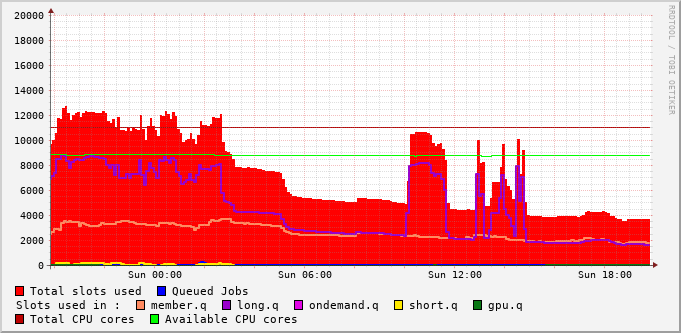 20000
18000
16000
14000
12000
10000
8000
6000
4000
2000
0
Sun 00:00 Sun 06:00 Sun 12:00 Sun 18:00
RRDTOOL / TOBI OETIKER
Total slots used Queued Jobs
Slots used in : member.q long.q ondemand.q short.q gpu.q
Total CPU cores Available CPU cores